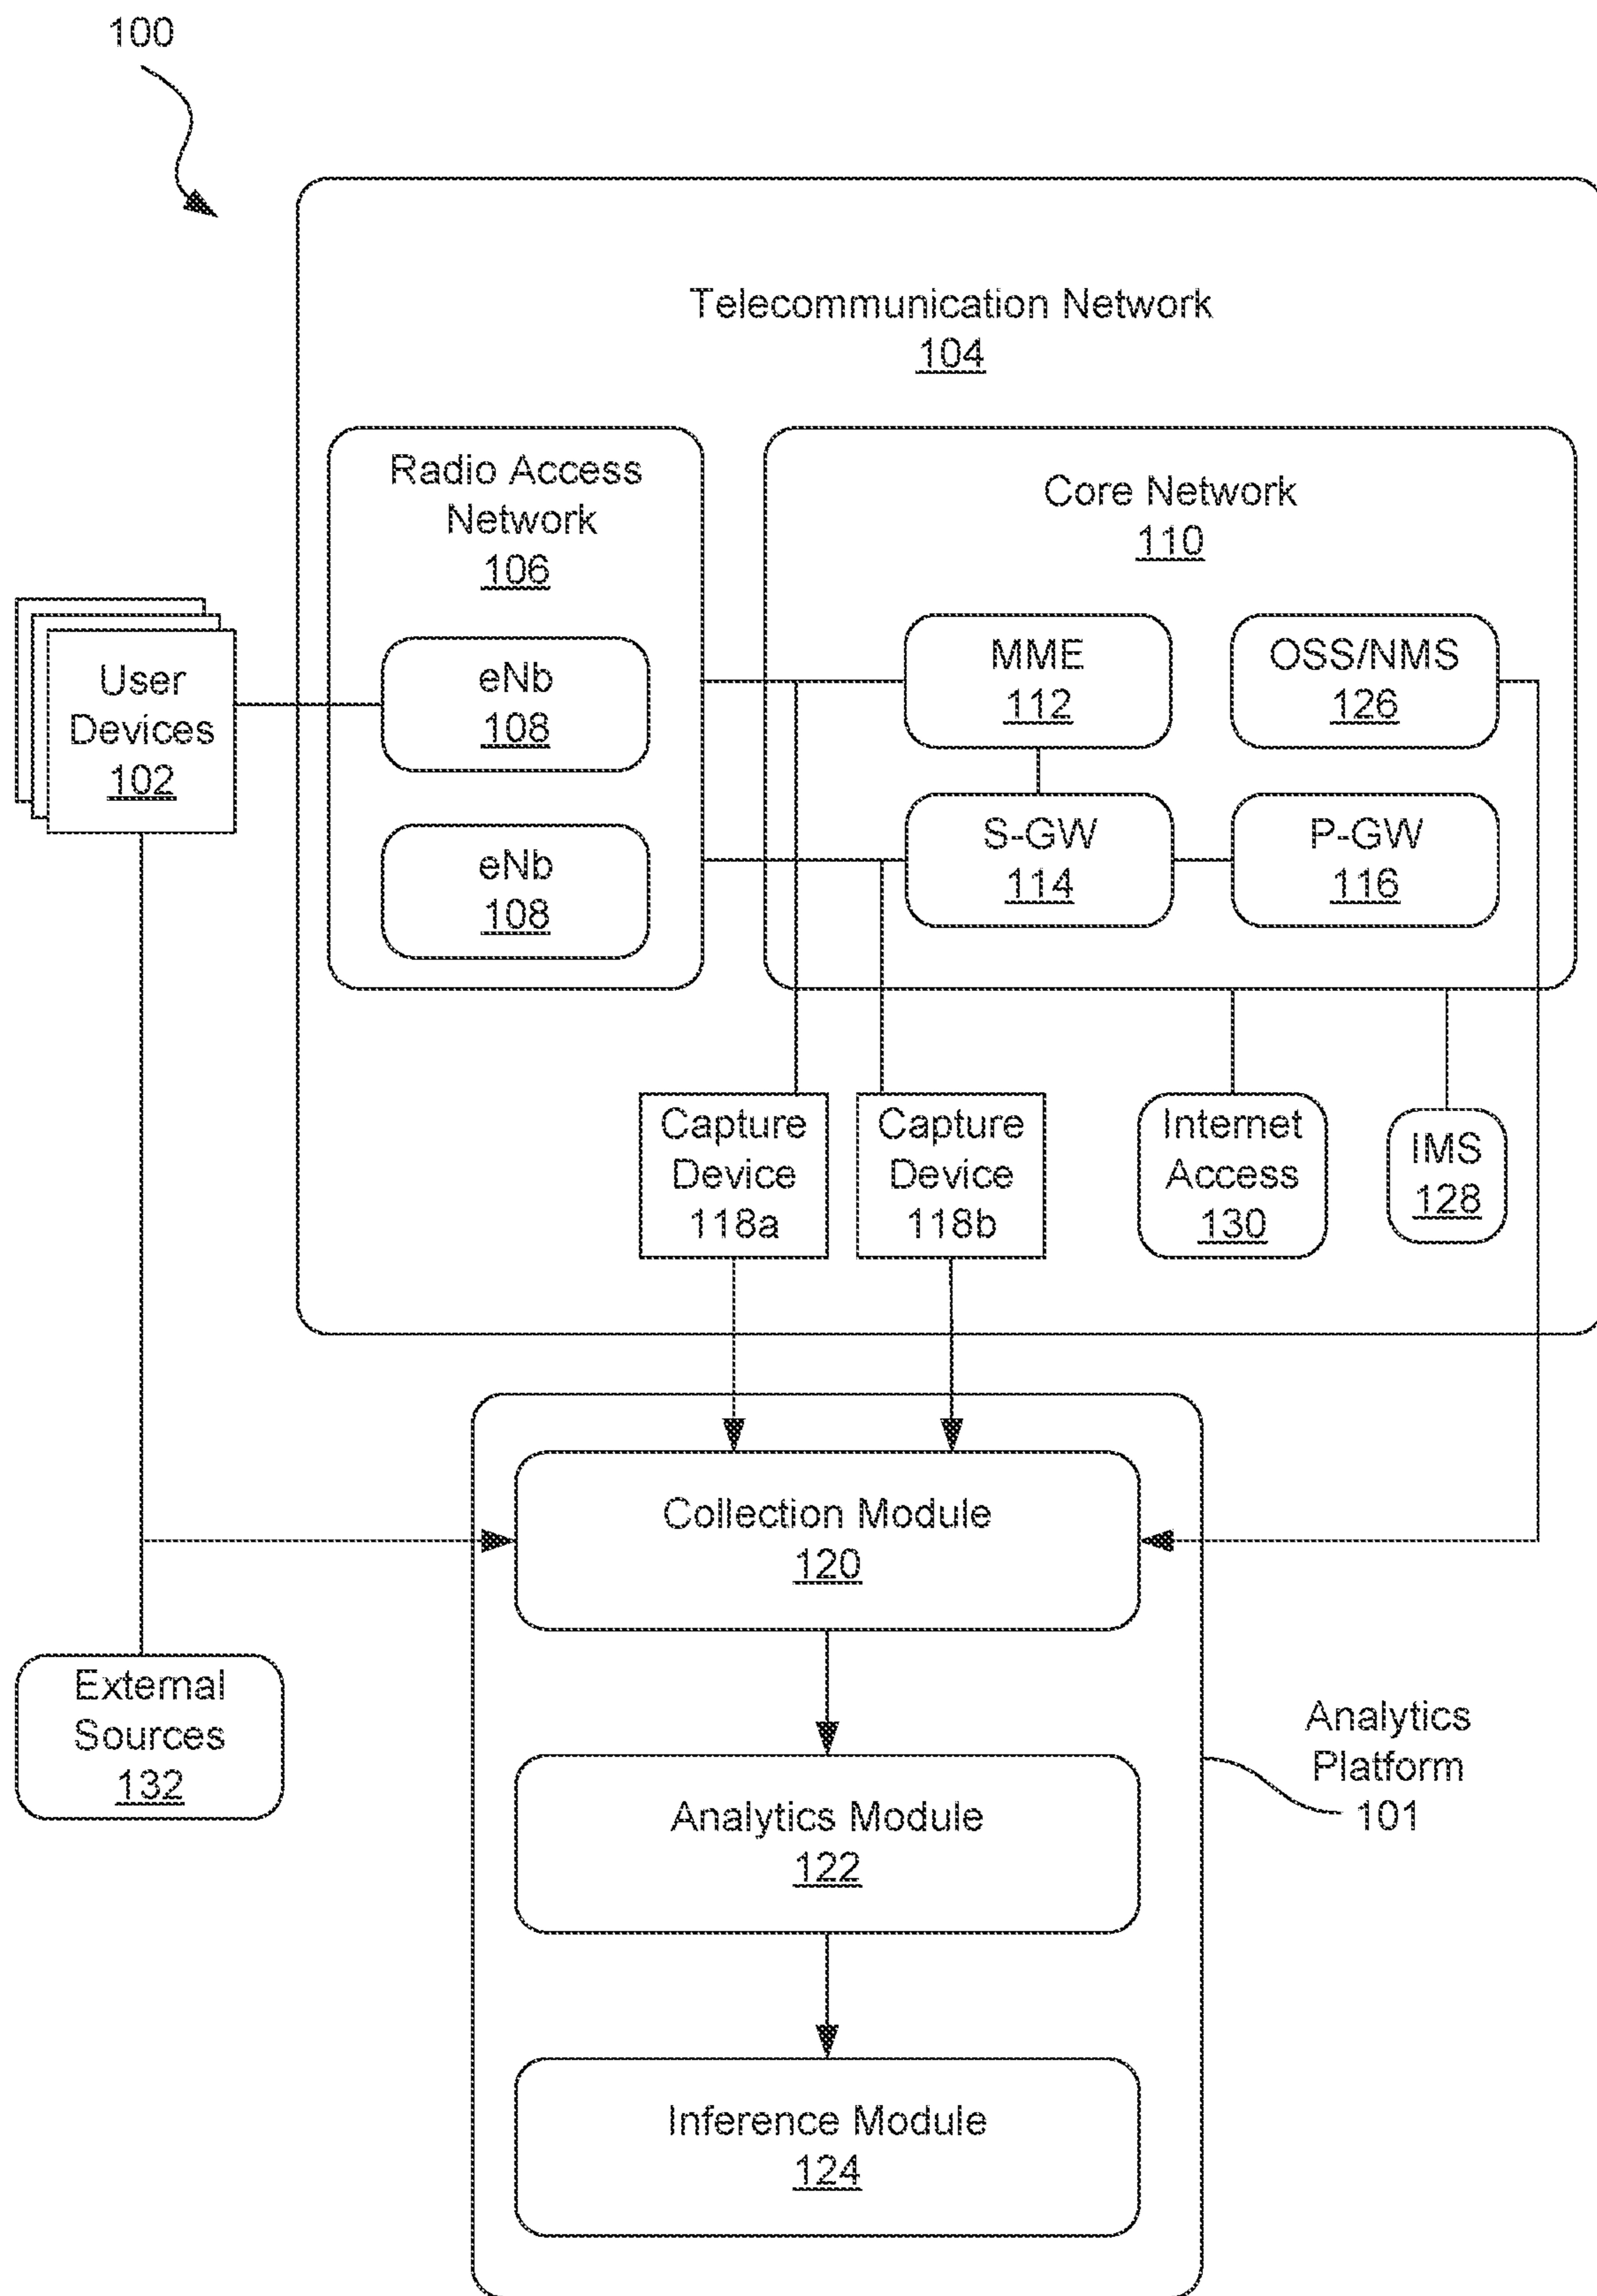 100
Telecommunication Network
104
Radio Access
Network
106
Core Network
110
User
Devices
102
eNb
108
eNb
108
MME
112
OSS/NMS
126
S-GW
114
P-GW
116
Capture
Device
118a
Capture
Device
118b
Internet
Access
130
IMS
128
Collection Module
120
External
Sources
132
Analytics
Platform
101
Analytics Module
122
Inference Module
124